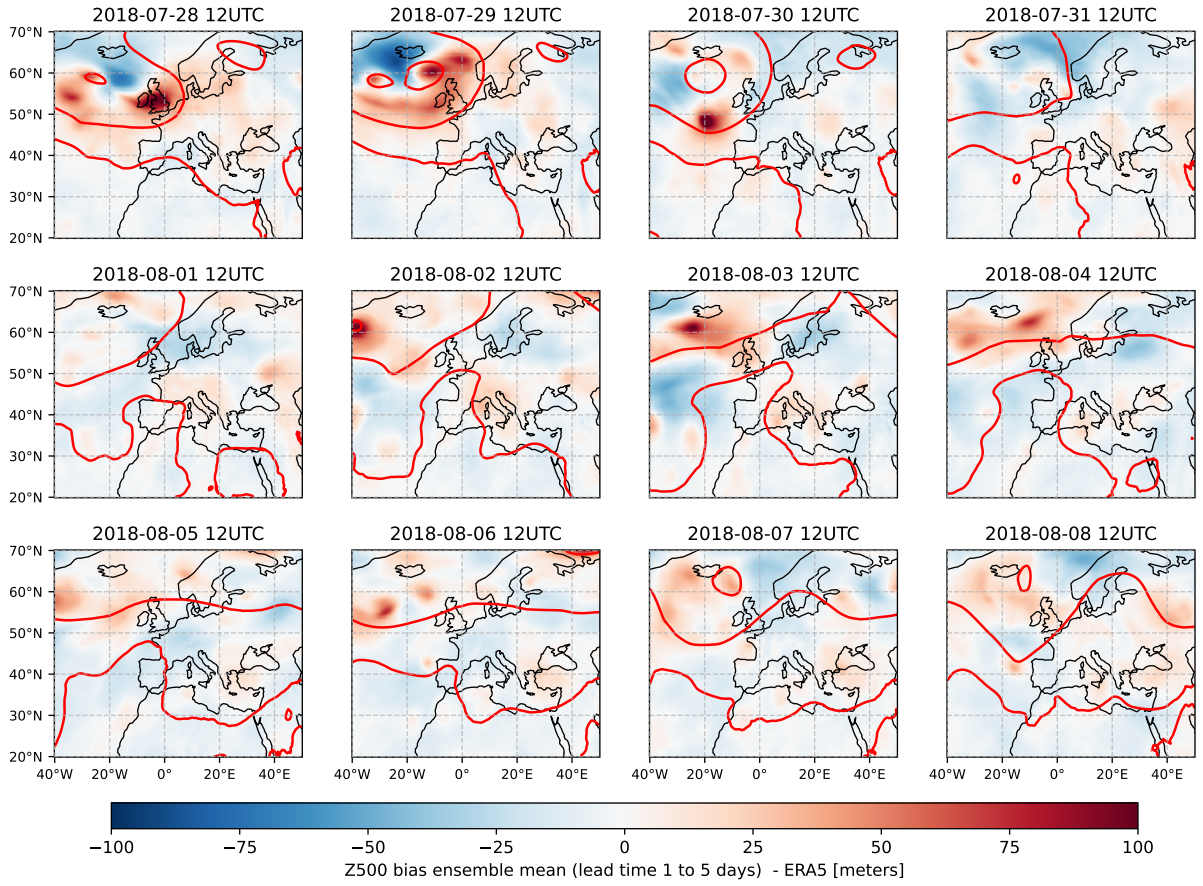 2018-07-28 12UTC 2018-07-29 12UTC 2018-07-30 12UTC 2018-07-31 12UTC
70°N
60°N
50°N
40°N
30°N
20°N
2018-08-01 12UTC 2018-08-02 12UTC 2018-08-03 12UTC 2018-08-04 12UTC
70°N
60°N
50°N
40°N
30°N
20°N
2018-08-05 12UTC 2018-08-06 12UTC 2018-08-07 12UTC 2018-08-08 12UTC
70°N
60°N
50°N
40°N
30°N
20°N
40°W 20°W 0° 20°E 40°E 40°W 20°W 0° 20°E 40°E 40°W 20°W 0° 20°E 40°E 40°W 20°W 0° 20°E 40°E
−100 −75 −50 −25 0 25 50 75 100
Z500 bias ensemble mean (lead time 1 to 5 days) - ERA5 [meters]